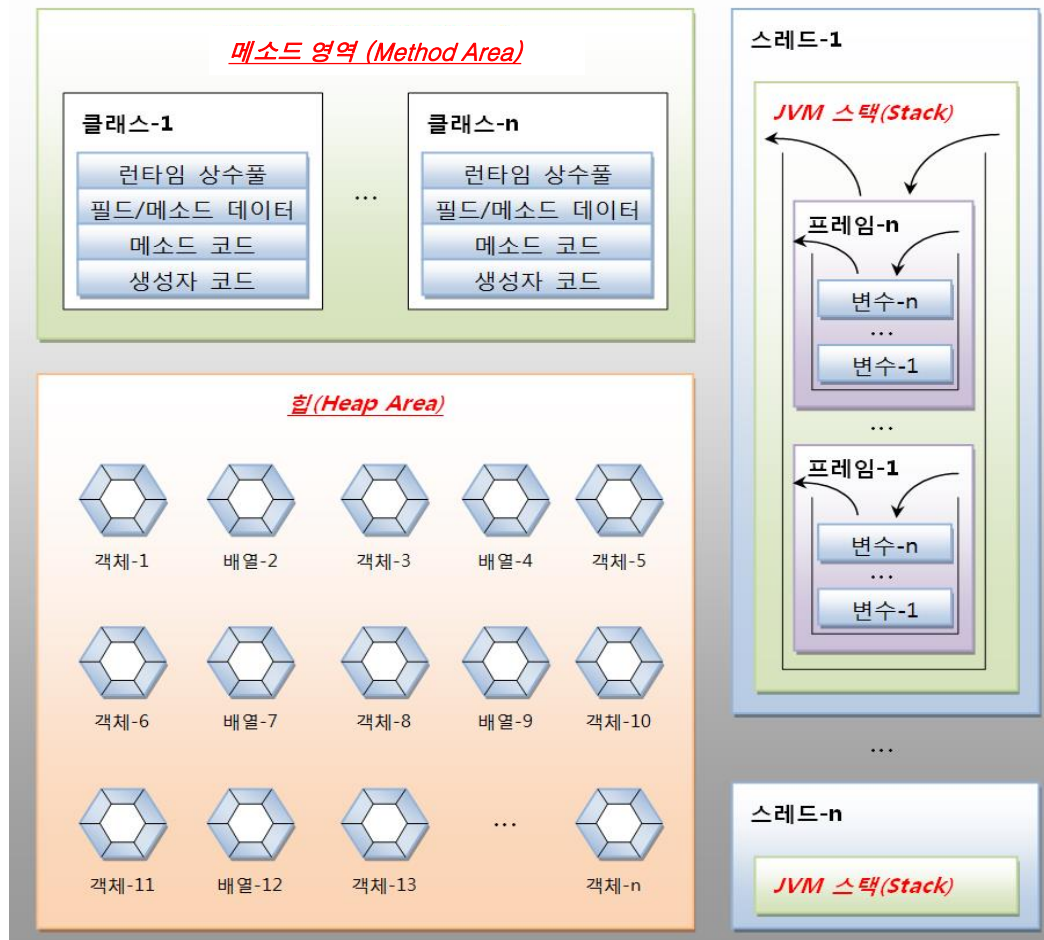 메소드 영역 (Method Area)
클래스-1
런타임 상수풀
필드/메소드 데이터
메소드 코드
생성자 코드
...
클래스-n
런타임 상수풀
필드/메소드 데이터
메소드 코드
생성자 코드
힙(Heap Area)
객체-1 배열-2 객체-3 배열-4 객체-5
객체-6 배열-7 객체-8 배열-9 객체-10
객체-11 배열-12 객체-13 ... 객체-n
스레드-1
JVM 스택(Stack)
프레임-n
변수-n
...
변수-1
...
프레임-1
변수-n
...
변수-1
...
스레드-n
JVM 스택(Stack)